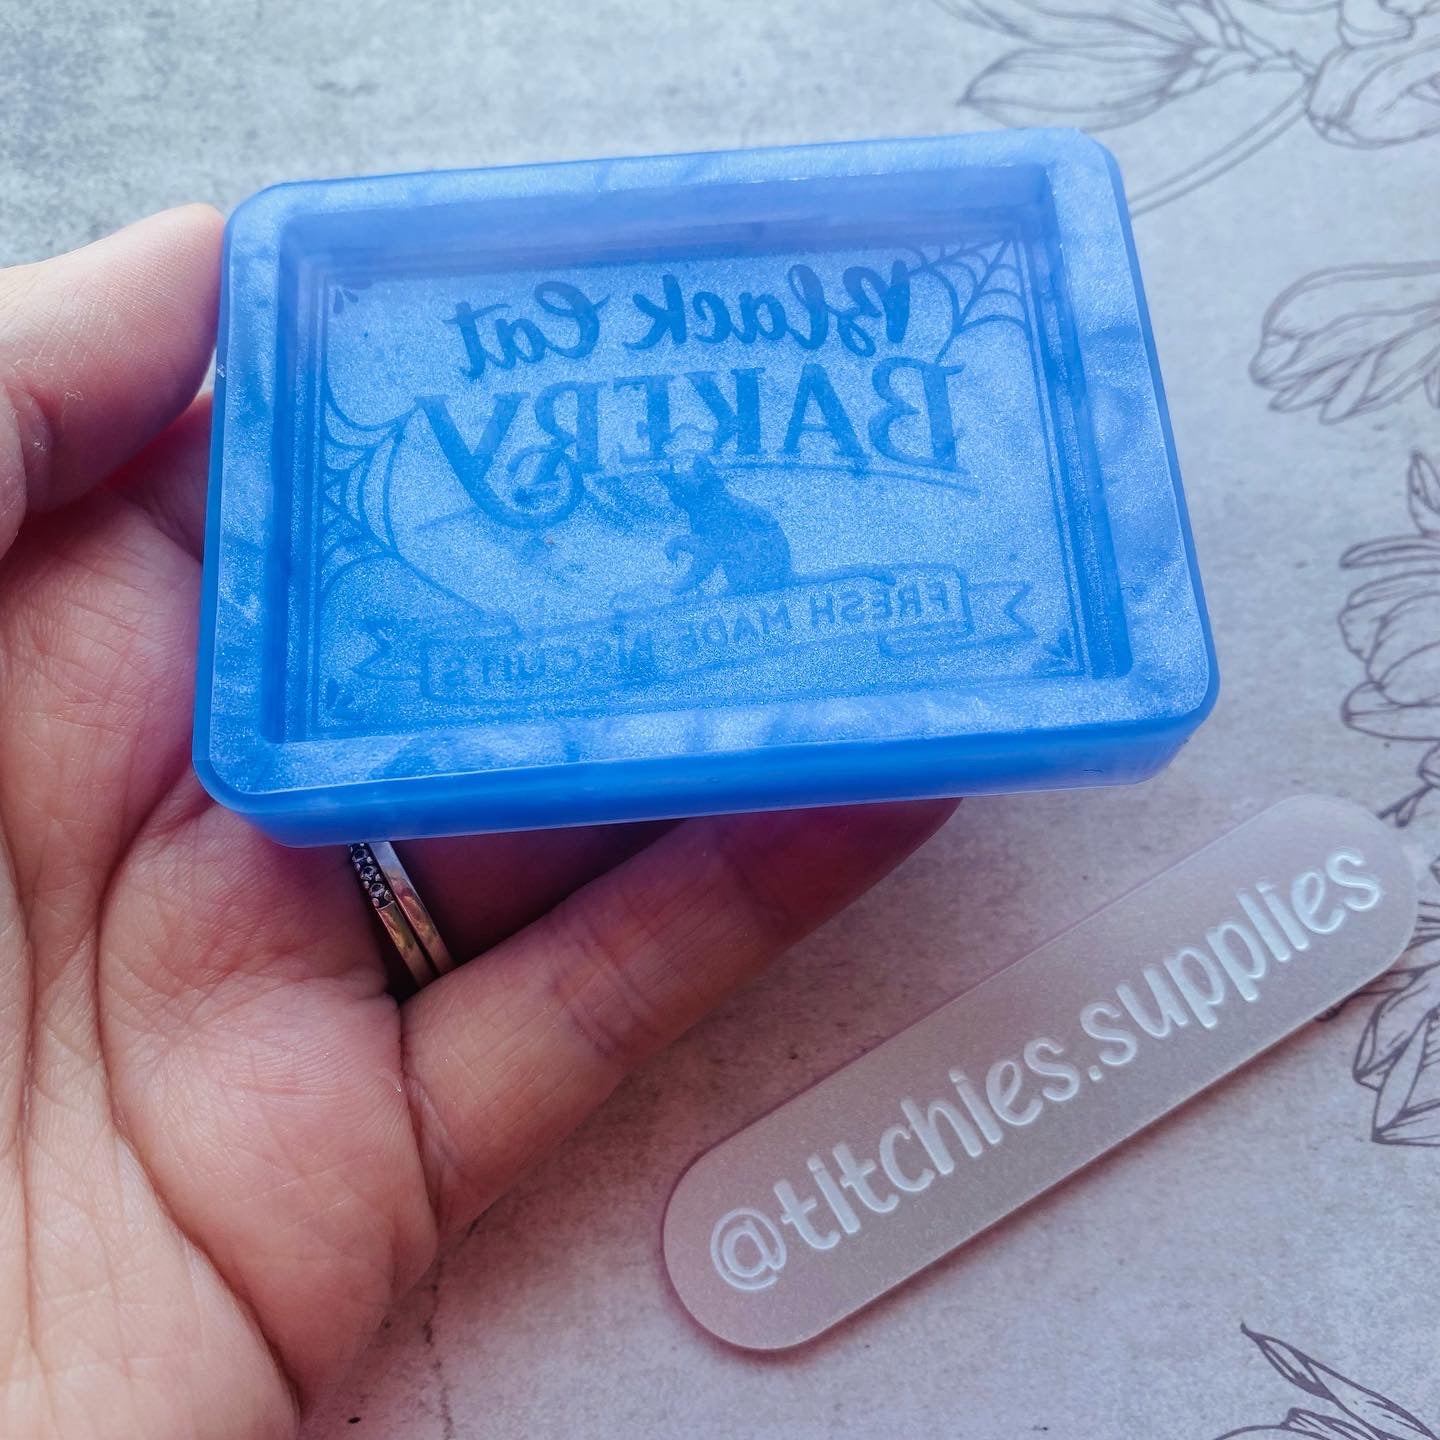 Black Cat
BAKERY
FRESH MADE BISCUITS
@titchies.supplies